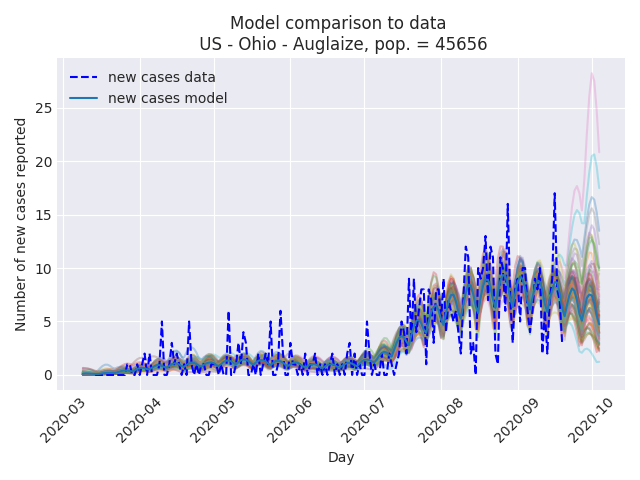 Model comparison to data
US - Ohio - Auglaize, pop. = 45656
new cases data
new cases model
Number of new cases reported
25
20
15
10
5
0
2020-03
2020-04
2020-05
2020-06
2020-07
2020-08
2020-09
2020-10
Day